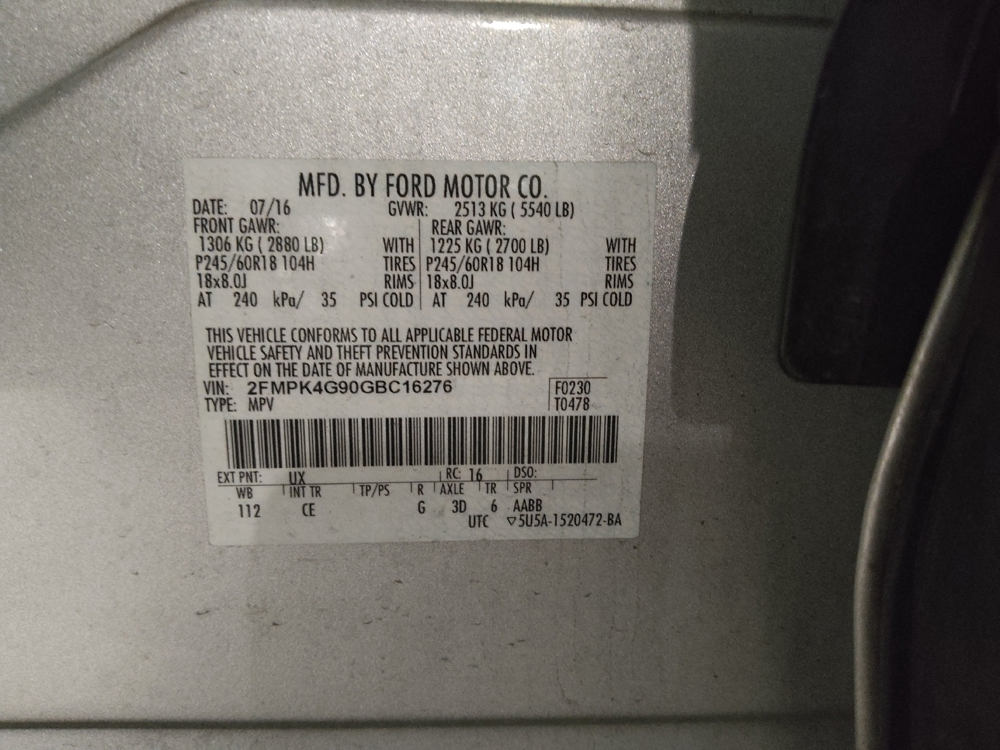 MFD. BY FORD MOTOR CO.
DATE: 07/16 GVWR: 2513 KG ( 5540 LB)
FRONT GAWR: REAR GAWR:
1306 KG ( 2880 LB) WITH 1225 KG ( 2700 LB) WITH
P245/60R18 104H TIRES P245/60R18 104H TIRES
18x8.0J RIMS 18x8.0J RIMS
AT 240 kPa/ 35 PSI COLD AT 240 kPa/ 35 PSI COLD
THIS VEHICLE CONFORMS TO ALL APPLICABLE FEDERAL MOTOR
VEHICLE SAFETY AND THEFT PREVENTION STANDARDS IN
EFFECT ON THE DATE OF MANUFACTURE SHOWN ABOVE.
VIN: 2FMPK4G90GBC16276 F0230
TYPE: MPV T0478
EXT PNT: UX RC: 16 DSO:
WB INT TR TP/PS R AXLE TR SPR
112 CE G 3D 6 AABB
UTC ▽5U5A-1520472-BA